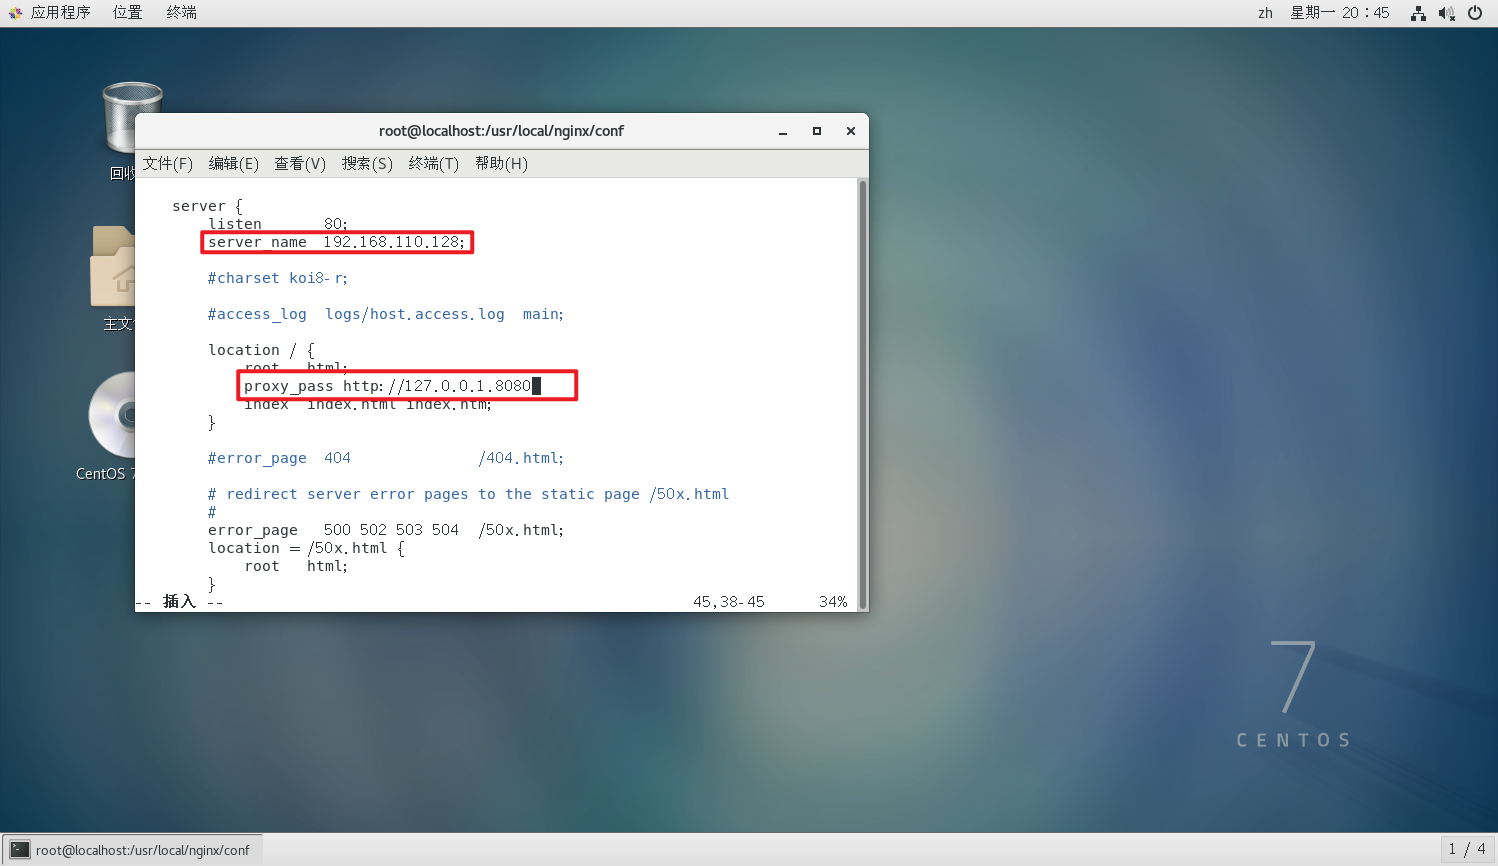 应用程序 位置 终端 zh 星期一 20：45
root@localhost:/usr/local/nginx/conf
文件(F) 编辑(E) 查看(V) 搜索(S) 终端(T) 帮助(H)
server {
listen 80;
server_name 192.168.110.128;
#charset koi8-r;
#access_log logs/host.access.log main;
location / {
root html;
proxy_pass http://127.0.0.1.8080
index index.html index.htm;
}
#error_page 404 /404.html;
# redirect server error pages to the static page /50x.html
#
error_page 500 502 503 504 /50x.html;
location = /50x.html {
root html;
}
-- 插入 -- 45,38-45 34%
回收
主文
CentOS 7
7
CENTOS
root@localhost:/usr/local/nginx/conf 1 / 4